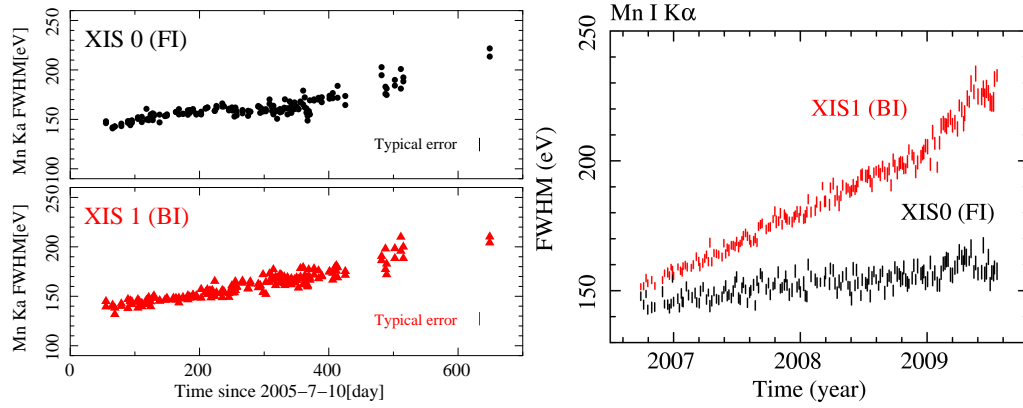 XIS 0 (FI)
Mn Ka FWHM[eV]
100 150 200 250
Typical error
XIS 1 (BI)
Mn Ka FWHM[eV]
100 150 200 250
Typical error
0 200 400 600
Time since 2005−7−10[day]
Mn I Kα
FWHM (eV)
150 200 250
XIS1 (BI)
XIS0 (FI)
2007 2008 2009
Time (year)